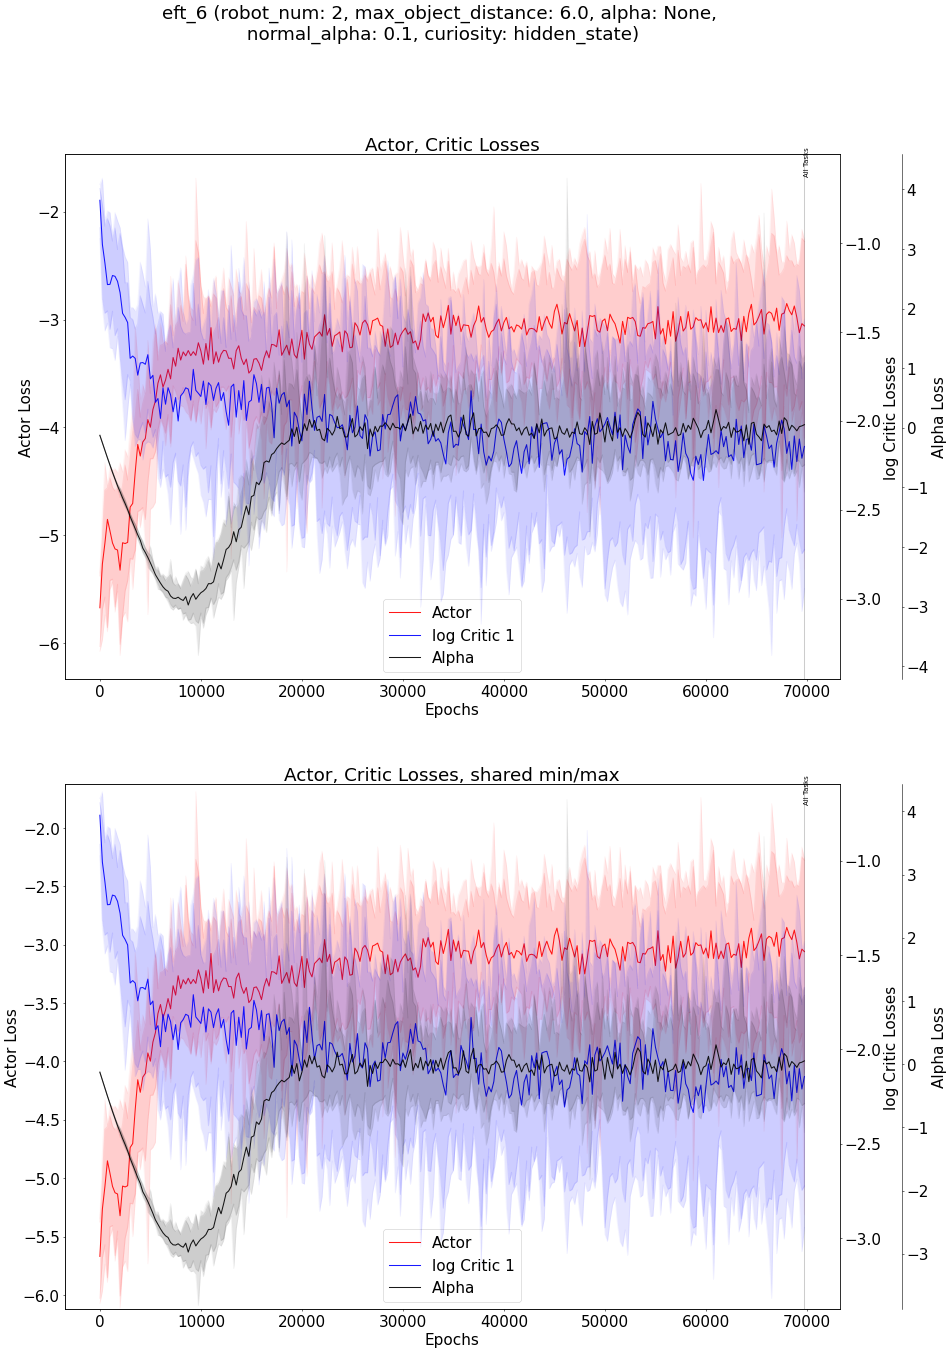 eft_6 (robot_num: 2, max_object_distance: 6.0, alpha: None,
normal_alpha: 0.1, curiosity: hidden_state)
Actor, Critic Losses
All Tasks
−2
−3
−4
−5
−6
Actor Loss
−1.0
−1.5
−2.0
−2.5
−3.0
log Critic Losses
4
3
2
1
0
−1
−2
−3
−4
Alpha Loss
Actor
log Critic 1
Alpha
0 10000 20000 30000 40000 50000 60000 70000
Epochs
Actor, Critic Losses, shared min/max
All Tasks
−2.0
−2.5
−3.0
−3.5
−4.0
−4.5
−5.0
−5.5
−6.0
Actor Loss
−1.0
−1.5
−2.0
−2.5
−3.0
log Critic Losses
4
3
2
1
0
−1
−2
−3
Alpha Loss
Actor
log Critic 1
Alpha
0 10000 20000 30000 40000 50000 60000 70000
Epochs